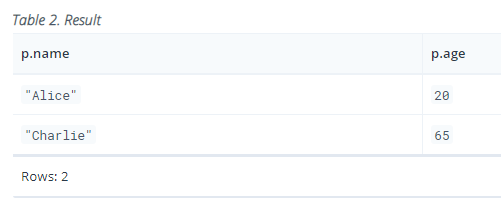 Table 2. Result
p.name p.age
"Alice" 20
"Charlie" 65
Rows: 2